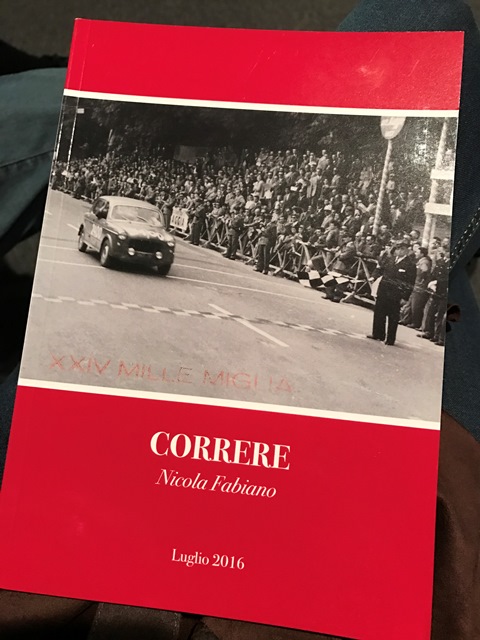 XXIV MILLE MIGLIA
CORRERE
Nicola Fabiano
Luglio 2016